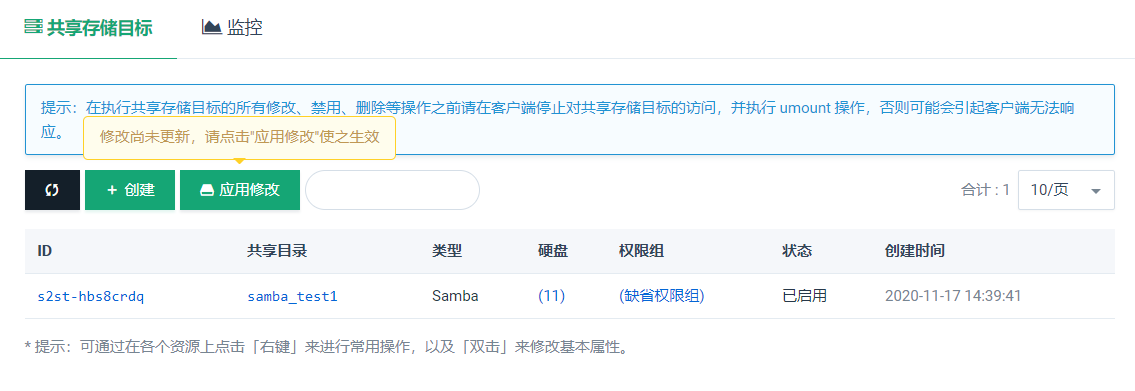 共享存储目标 监控
提示：在执行共享存储目标的所有修改、禁用、删除等操作之前请在客户端停止对共享存储目标的访问，并执行 umount 操作，否则可能会引起客户端无法响
应。
修改尚未更新，请点击"应用修改"使之生效
+ 创建 应用修改 合计 : 1 10/页
ID 共享目录 类型 硬盘 权限组 状态 创建时间
s2st-hbs8crdq samba_test1 Samba (11) (缺省权限组) 已启用 2020-11-17 14:39:41
* 提示：可通过在各个资源上点击「右键」来进行常用操作，以及「双击」来修改基本属性。